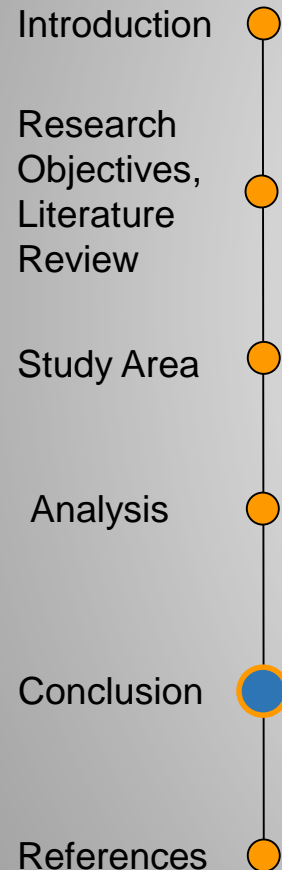 Introduction
Research
Objectives,
Literature
Review
Study Area
Analysis
Conclusion
References